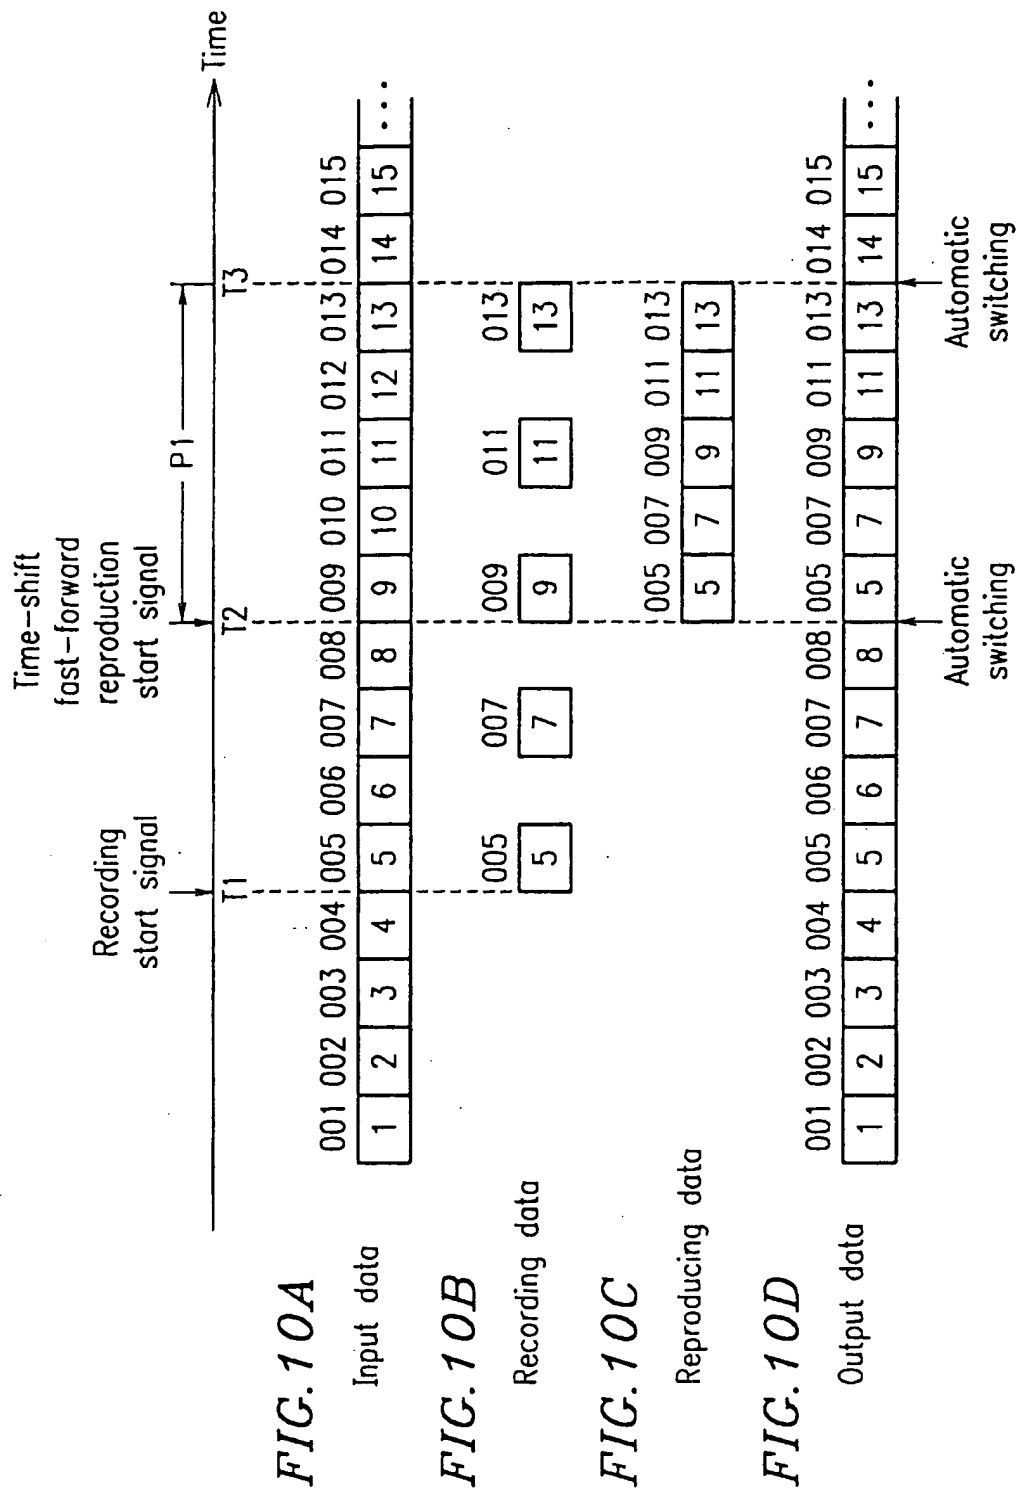 Time-shift
fast-forward
reproduction
start signal
Recording
start signal
P1
Time
T1
T2
T3
FIG. 10A
Input data
001 002 003 004 005 006 007 008 009 010 011 012 013 014 015
1 2 3 4 5 6 7 8 9 10 11 12 13 14 15 ...
FIG. 10B
Recording data
005 007 009 011 013
5 7 9 11 13
FIG. 10C
Reproducing data
005 007 009 011 013
5 7 9 11 13
FIG. 10D
Output data
001 002 003 004 005 006 007 008 005 007 009 011 013 014 015
1 2 3 4 5 6 7 8 5 7 9 11 13 14 15 ...
Automatic
switching
Automatic
switching